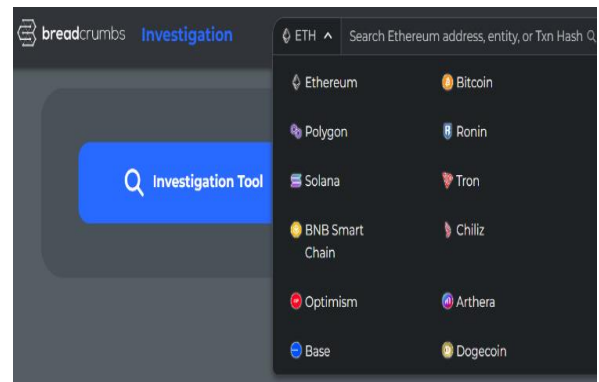 breadcrumbs Investigation ETH Search Ethereum address, entity, or Txn Hash
Ethereum Bitcoin
Polygon Ronin
Investigation Tool Solana Tron
BNB Smart Chain Chiliz
Optimism Arthera
Base Dogecoin